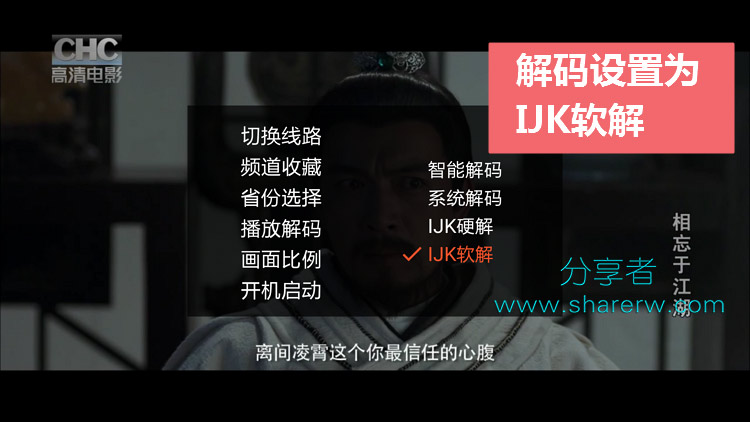 CHC
高清电影
解码设置为
IJK软解
切换线路
频道收藏
省份选择
播放解码
画面比例
开机启动
智能解码
系统解码
IJK硬解
IJK软解
相忘于江湖
分享者
www.sharerw.com
离间凌霄这个你最信任的心腹